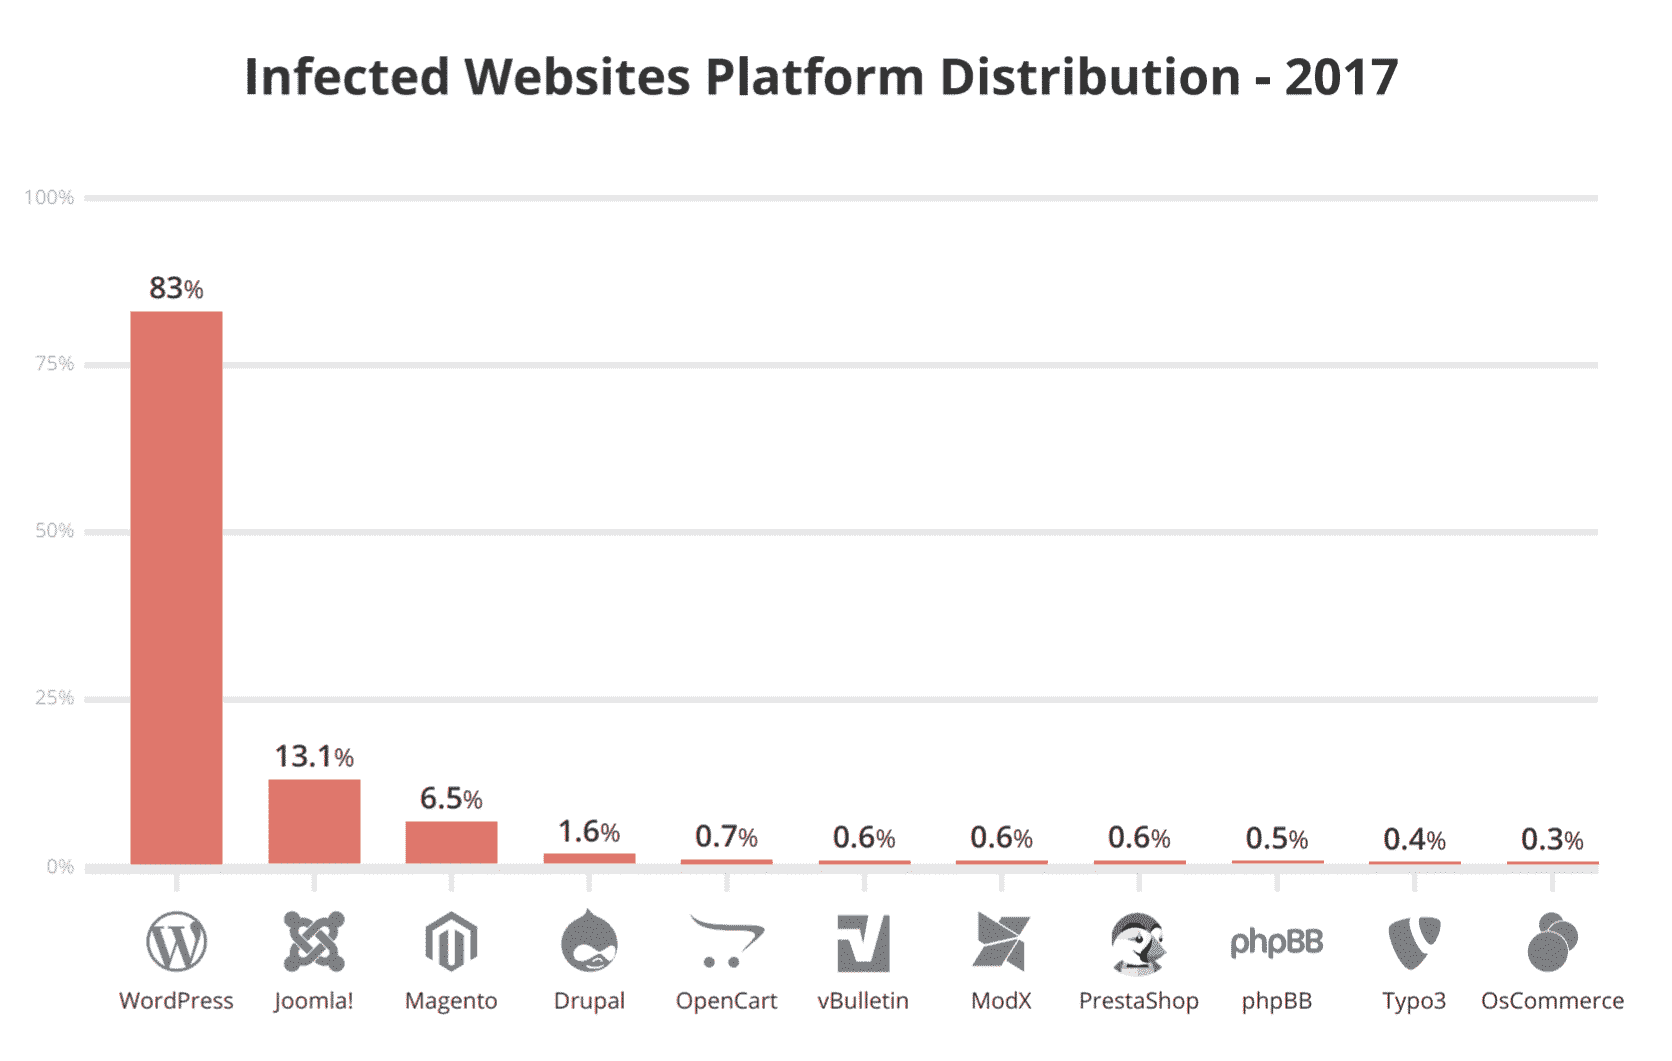 Infected Websites Platform Distribution - 2017
100%
75%
50%
25%
0%
83%
13.1%
6.5%
1.6%
0.7%
0.6%
0.6%
0.6%
0.5%
0.4%
0.3%
phpBB
WordPress
Joomla!
Magento
Drupal
OpenCart
vBulletin
ModX
PrestaShop
phpBB
Typo3
OsCommerce